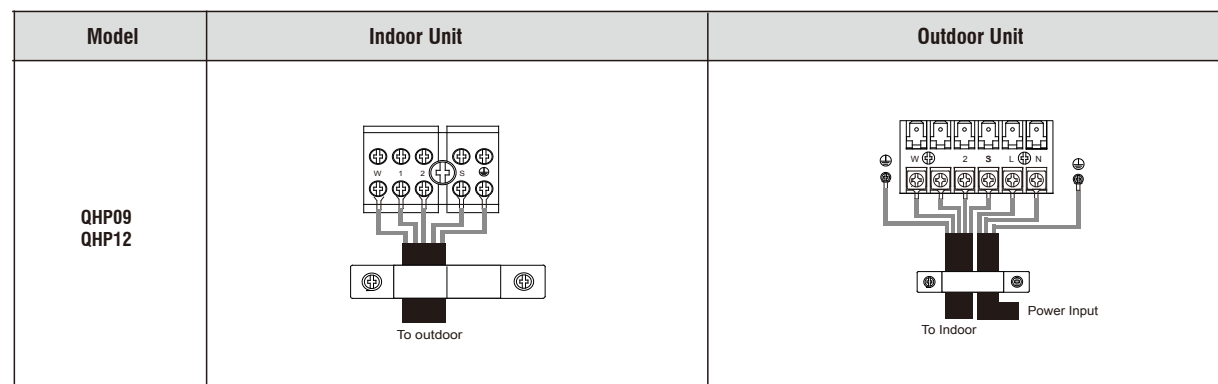 Model Indoor Unit Outdoor Unit
QHP09
QHP12
W 1 2 S
To outdoor
W 2 S L N
To Indoor
Power Input